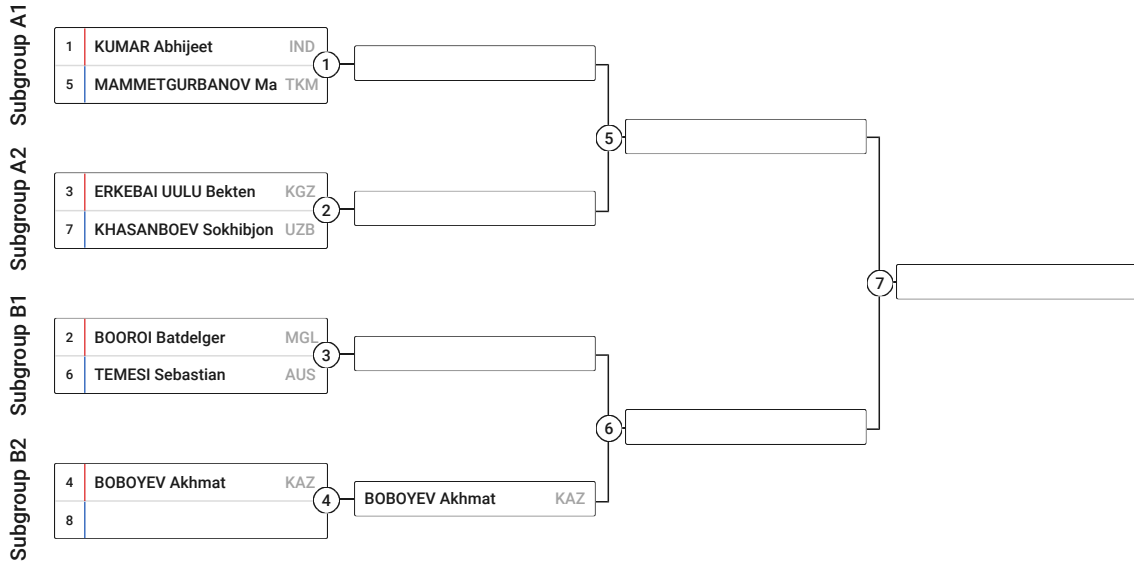 Subgroup A1
1 KUMAR Abhijeet IND
5 MAMMETGURBANOV Ma TKM
1
5
Subgroup A2
3 ERKEBAI UULU Bekten KGZ
7 KHASANBOEV Sokhibjon UZB
2
7
Subgroup B1
2 BOOROI Batdelger MGL
6 TEMESI Sebastian AUS
3
6
Subgroup B2
4 BOBOYEV Akhmat KAZ
8
4
BOBOYEV Akhmat KAZ